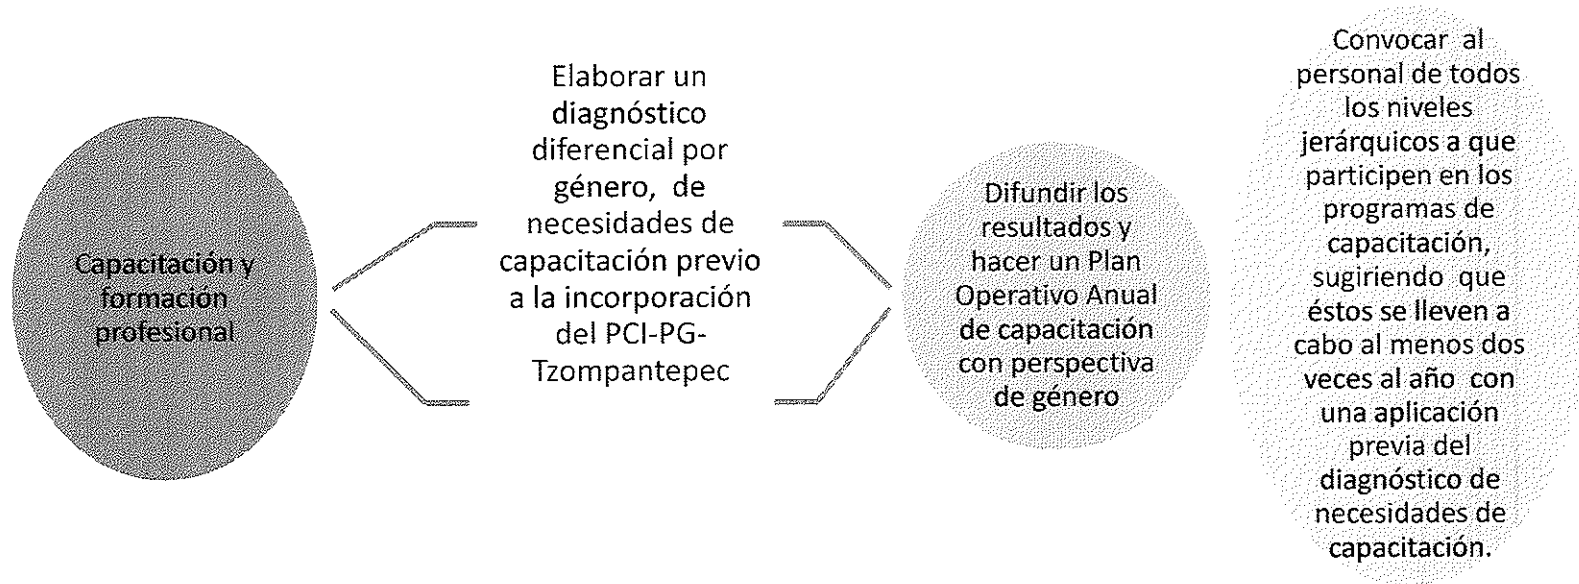 Capacitación y
formación
profesional
Elaborar un
diagnóstico
diferencial por
género, de
necesidades de
capacitación previo
a la incorporación
del PCI-PG-
Tzompantepec
Difundir los
resultados y
hacer un Plan
Operativo Anual
de capacitación
con perspectiva
de género
Convocar al
personal de todos
los niveles
jerárquicos a que
participen en los
programas de
capacitación,
sugiriendo que
éstos se lleven a
cabo al menos dos
veces al año con
una aplicación
previa del
diagnóstico de
necesidades de
capacitación.